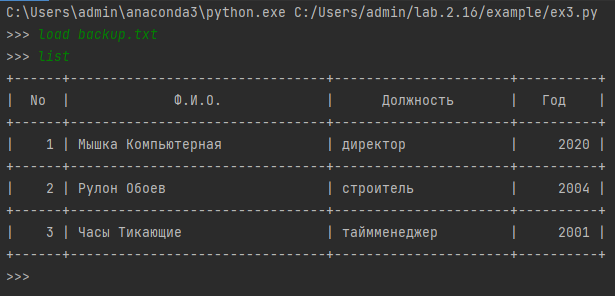 C:\Users\admin\anaconda3\python.exe C:/Users/admin/lab.2.16/example/ex3.py
>>> load backup.txt
>>> list
+------+--------------------------------+----------------------+----------+
|  No  |             Ф.И.О.             |      Должность       |   Год    |
+------+--------------------------------+----------------------+----------+
|    1 | Мышка Компьютерная             | директор             |     2020 |
+------+--------------------------------+----------------------+----------+
|    2 | Рулон Обоев                    | строитель            |     2004 |
+------+--------------------------------+----------------------+----------+
|    3 | Часы Тикающие                  | таймменеджер         |     2001 |
+------+--------------------------------+----------------------+----------+
>>>